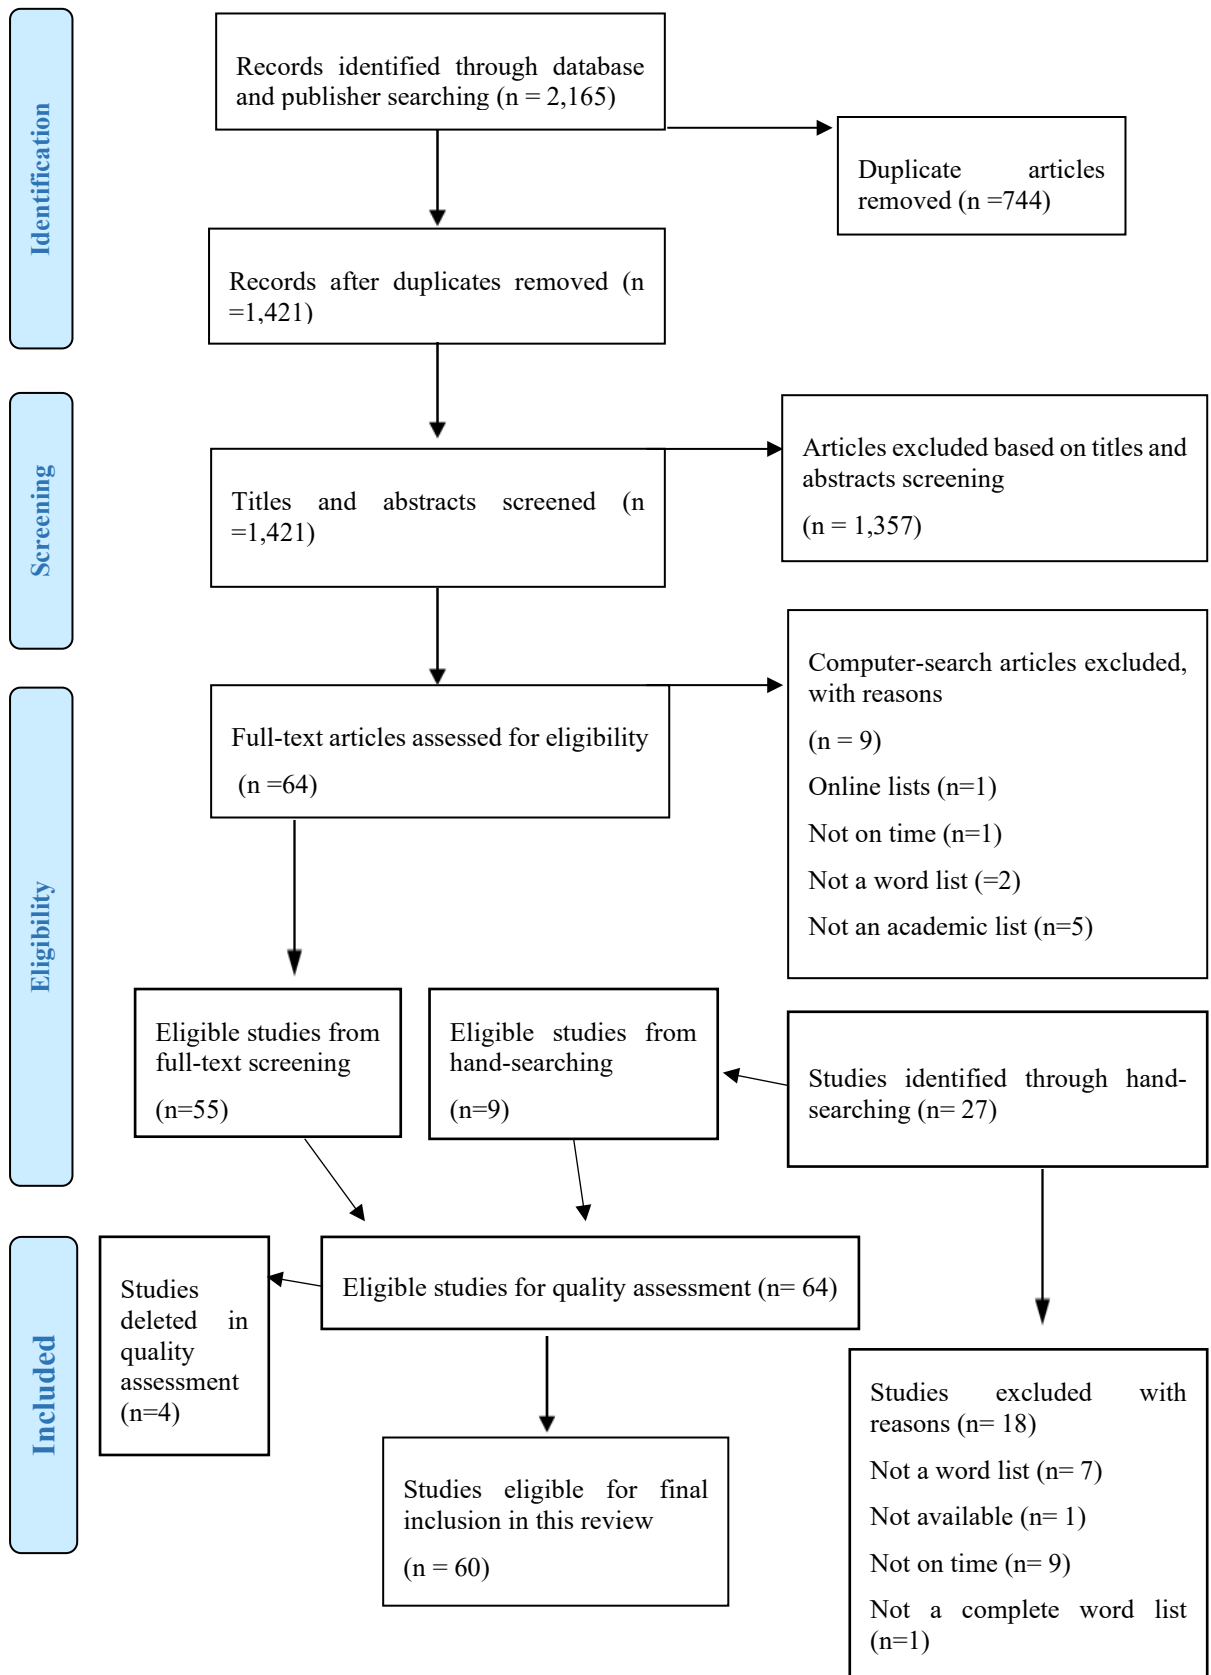 Identification
Records identified through database
and publisher searching (n = 2,165)
Duplicate articles
removed (n =744)
Records after duplicates removed (n
=1,421)
Screening
Titles and abstracts screened (n
=1,421)
Articles excluded based on titles and
abstracts screening
(n = 1,357)
Eligibility
Full-text articles assessed for eligibility
(n =64)
Computer-search articles excluded,
with reasons
(n = 9)
Online lists (n=1)
Not on time (n=1)
Not a word list (=2)
Not an academic list (n=5)
Eligible studies from
full-text screening
(n=55)
Eligible studies from
hand-searching
(n=9)
Studies identified through hand-
searching (n= 27)
Included
Studies
deleted in
quality
assessment
(n=4)
Eligible studies for quality assessment (n= 64)
Studies eligible for final
inclusion in this review
(n = 60)
Studies excluded with
reasons (n= 18)
Not a word list (n= 7)
Not available (n= 1)
Not on time (n= 9)
Not a complete word list
(n=1)